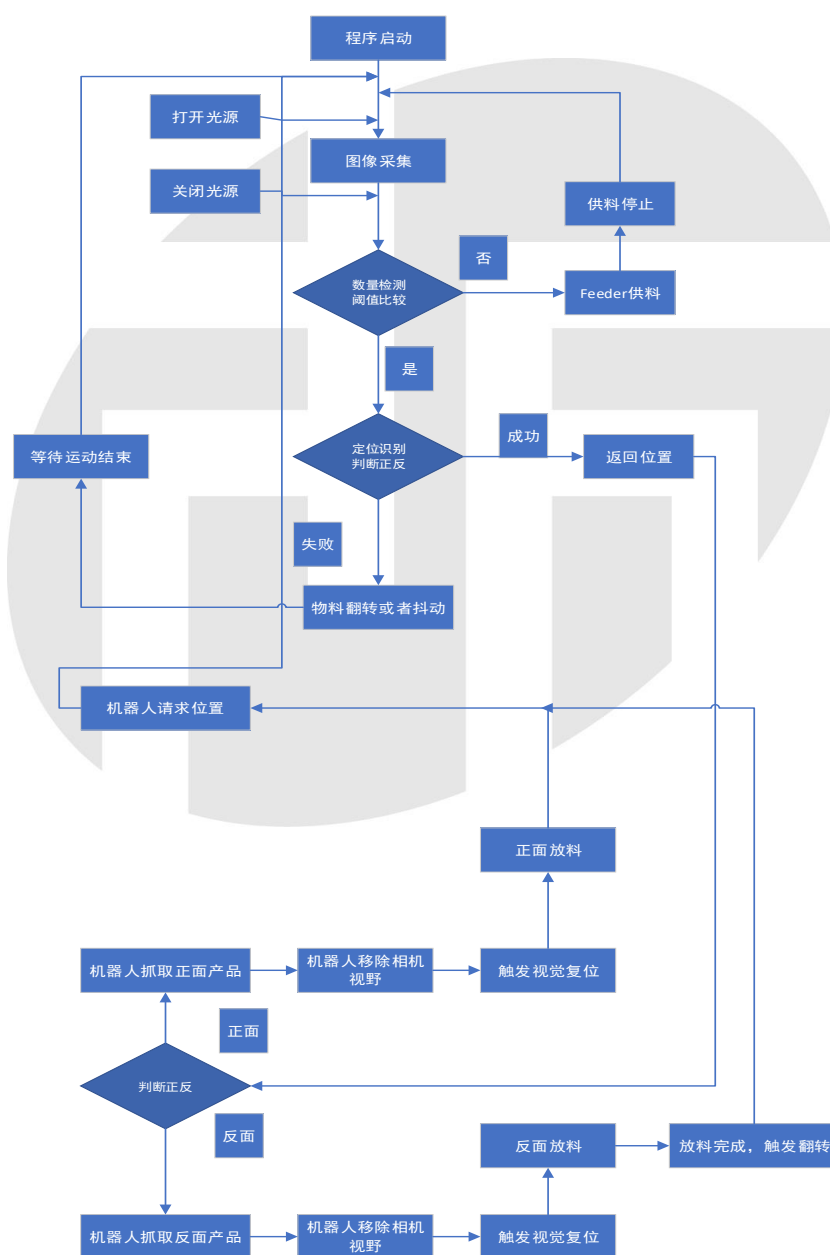 程序启动
打开光源
图像采集
关闭光源
供料停止
否
数量检测
阈值比较
Feeder供料
是
成功
等待运动结束
定位识别
判断正反
返回位置
失败
物料翻转或者抖动
机器人请求位置
正面放料
机器人抓取正面产品
机器人移除相机
视野
触发视觉复位
正面
判断正反
反面
反面放料
放料完成，触发翻转
机器人抓取反面产品
机器人移除相机
视野
触发视觉复位